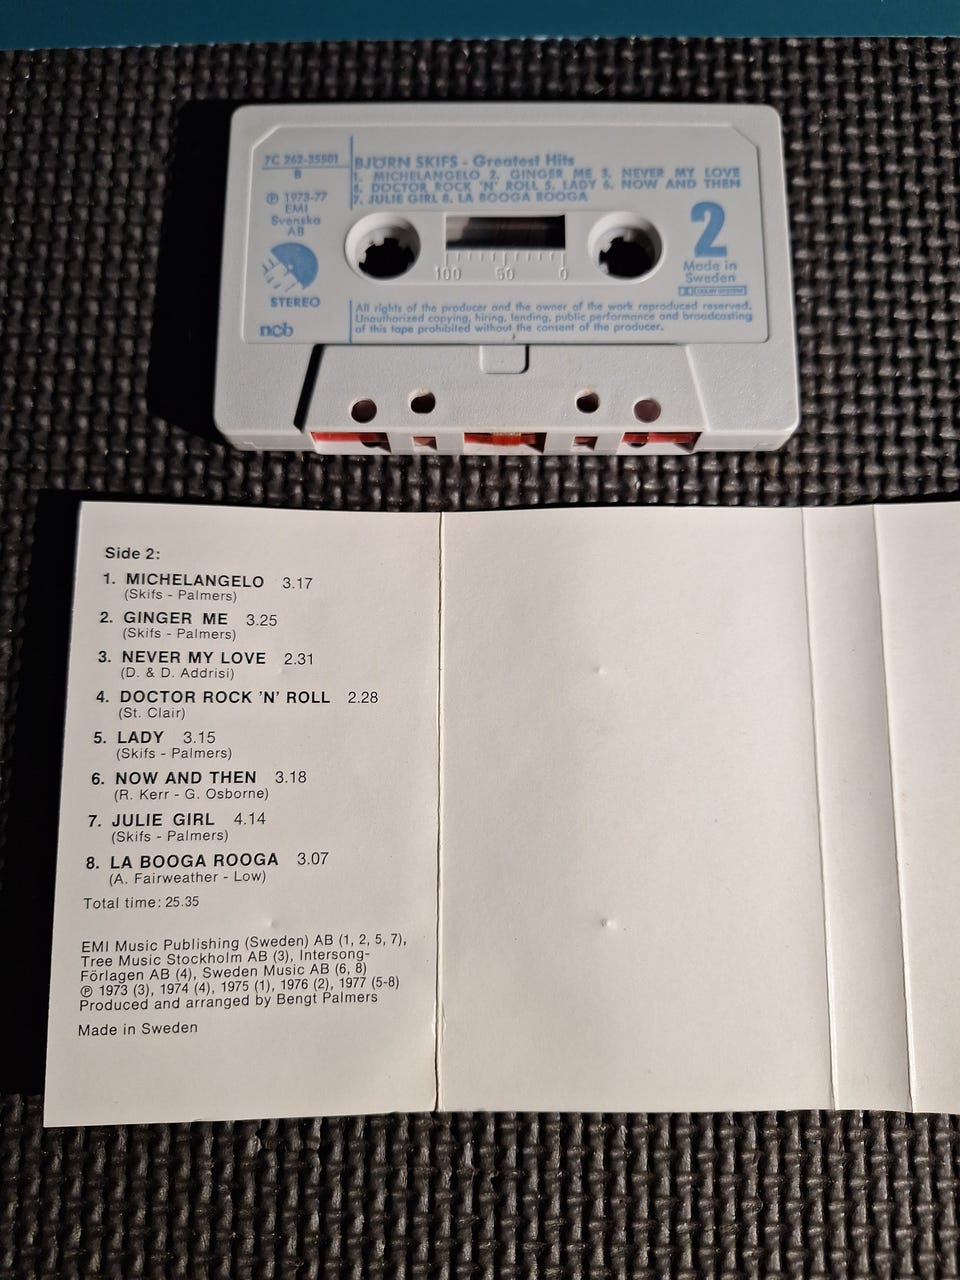 7C 262-35501
B
℗ 1973-77
EMI
Svenska
AB
STEREO
ncb
BJÖRN SKIFS - Greatest Hits
1. MICHELANGELO 2. GINGER ME 3. NEVER MY LOVE
4. DOCTOR ROCK 'N' ROLL 5. LADY 6. NOW AND THEN
7. JULIE GIRL 8. LA BOOGA ROOGA
100 50 0
2
Made in
Sweden
DOLBY SYSTEM
All rights of the producer and the owner of the work reproduced reserved.
Unauthorized copying, hiring, lending, public performance and broadcasting
of this tape prohibited without the consent of the producer.
Side 2:
1. MICHELANGELO 3.17
(Skifs - Palmers)
2. GINGER ME 3.25
(Skifs - Palmers)
3. NEVER MY LOVE 2.31
(D. & D. Addrisi)
4. DOCTOR ROCK 'N' ROLL 2.28
(St. Clair)
5. LADY 3.15
(Skifs - Palmers)
6. NOW AND THEN 3.18
(R. Kerr - G. Osborne)
7. JULIE GIRL 4.14
(Skifs - Palmers)
8. LA BOOGA ROOGA 3.07
(A. Fairweather - Low)
Total time: 25.35
EMI Music Publishing (Sweden) AB (1, 2, 5, 7),
Tree Music Stockholm AB (3), Intersong-
Förlagen AB (4), Sweden Music AB (6, 8)
℗ 1973 (3), 1974 (4), 1975 (1), 1976 (2), 1977 (5-8)
Produced and arranged by Bengt Palmers
Made in Sweden